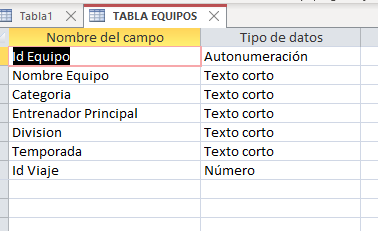 Tabla1 TABLA EQUIPOS
Nombre del campo Tipo de datos
Id Equipo Autonumeración
Nombre Equipo Texto corto
Categoria Texto corto
Entrenador Principal Texto corto
Division Texto corto
Temporada Texto corto
Id Viaje Número